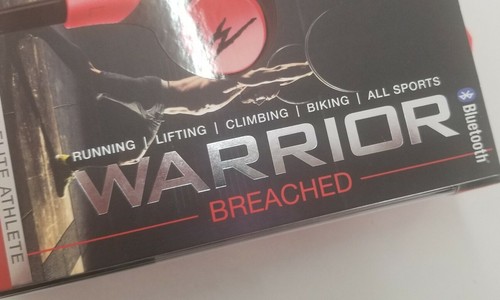 RUNNING | LIFTING | CLIMBING | BIKING | ALL SPORTS
WARRIOR
BREACHED
Bluetooth
ELITE ATHLETE